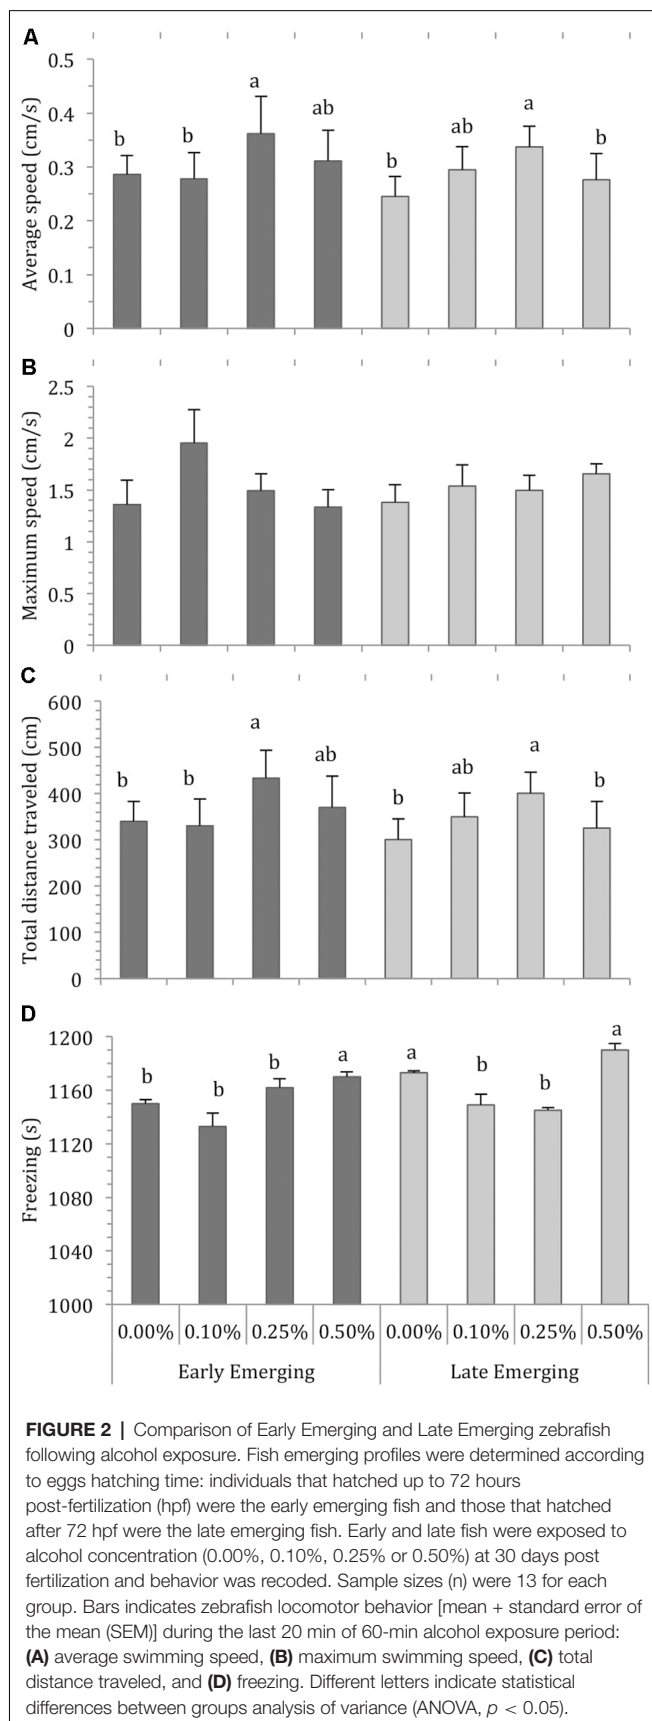 A
0.5
0.4
0.3
0.2
0.1
0
Average speed (cm/s)
b b a ab b ab a b
B
2.5
2
1.5
1
0.5
0
Maximum speed (cm/s)
C
600
500
400
300
200
100
0
Total distance traveled (cm)
b b a ab b ab a b
D
1200
1160
1120
1080
1040
1000
Freezing (s)
b b b a a b b a
0.00% 0.10% 0.25% 0.50% 0.00% 0.10% 0.25% 0.50%
Early Emerging Late Emerging
FIGURE 2 | Comparison of Early Emerging and Late Emerging zebrafish
following alcohol exposure. Fish emerging profiles were determined according
to eggs hatching time: individuals that hatched up to 72 hours
post-fertilization (hpf) were the early emerging fish and those that hatched
after 72 hpf were the late emerging fish. Early and late fish were exposed to
alcohol concentration (0.00%, 0.10%, 0.25% or 0.50%) at 30 days post
fertilization and behavior was recoded. Sample sizes (n) were 13 for each
group. Bars indicates zebrafish locomotor behavior [mean + standard error of
the mean (SEM)] during the last 20 min of 60-min alcohol exposure period:
(A) average swimming speed, (B) maximum swimming speed, (C) total
distance traveled, and (D) freezing. Different letters indicate statistical
differences between groups analysis of variance (ANOVA, p < 0.05).